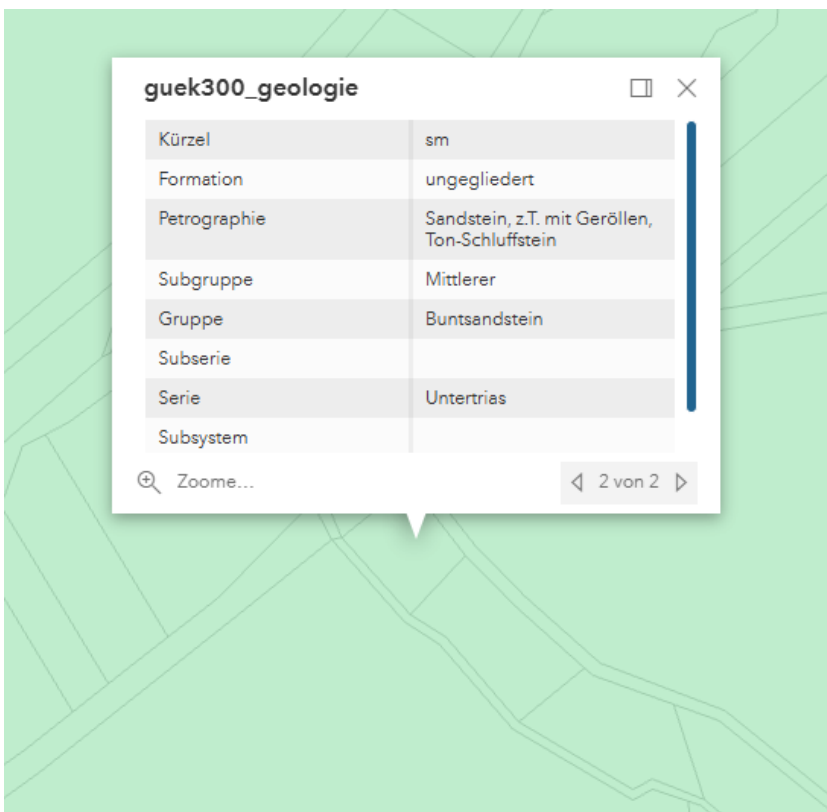 guek300_geologie
Kürzel sm
Formation ungegliedert
Petrographie Sandstein, z.T. mit Geröllen,
Ton-Schluffstein
Subgruppe Mittlerer
Gruppe Buntsandstein
Subserie
Serie Untertrias
Subsystem
Zoome...
2 von 2